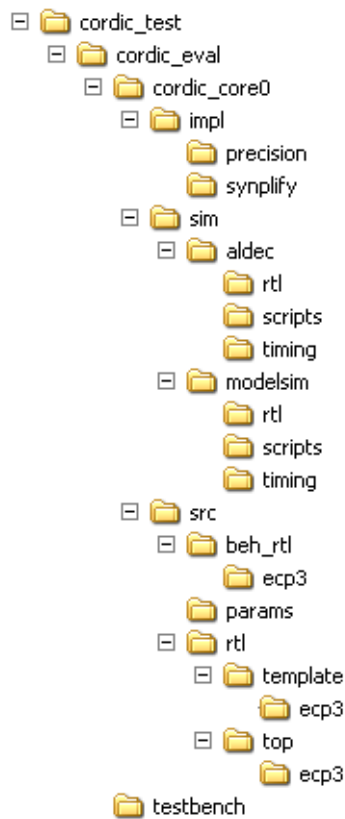 cordic_test
cordic_eval
cordic_core0
impl
precision
synplify
sim
aldec
rtl
scripts
timing
modelsim
rtl
scripts
timing
src
beh_rtl
ecp3
params
rtl
template
ecp3
top
ecp3
testbench